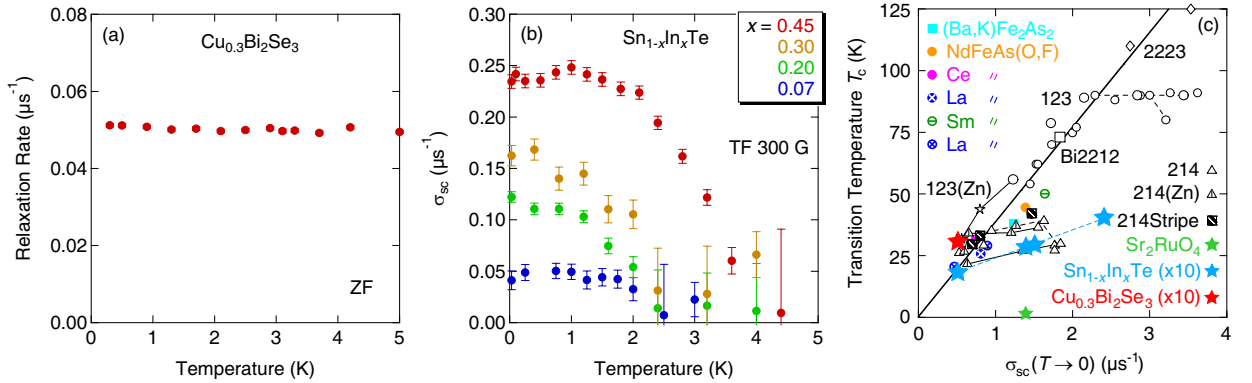 (a)
Cu0.3Bi2Se3
ZF
Relaxation Rate (µs-1)
0.08
0.06
0.04
0.02
0.00
0 1 2 3 4 5
Temperature (K)
(b)
Sn1-xInxTe
x = 0.45
0.30
0.20
0.07
TF 300 G
σsc (µs-1)
0.30
0.25
0.20
0.15
0.10
0.05
0.00
0 1 2 3 4 5
Temperature (K)
(c)
Transition Temperature Tc (K)
125
100
75
50
25
0
(Ba,K)Fe2As2
NdFeAs(O,F)
Ce 〃
La 〃
Sm 〃
La 〃
2223
123
Bi2212
123(Zn)
214
214(Zn)
214Stripe
Sr2RuO4
Sn1-xInxTe (x10)
Cu0.3Bi2Se3 (x10)
0 1 2 3 4
σsc(T → 0) (µs-1)